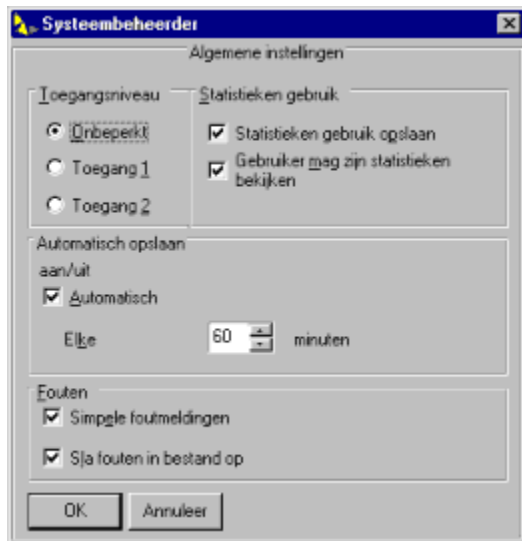 Systeembeheerder
Algemene instellingen
Toegangsniveau
Onbeperkt
Toegang 1
Toegang 2
Statistieken gebruik
Statistieken gebruik opslaan
Gebruiker mag zijn statistieken
bekijken
Automatisch opslaan
aan/uit
Automatisch
Elke 60 minuten
Fouten
Simpele foutmeldingen
Sla fouten in bestand op
OK Annuleer